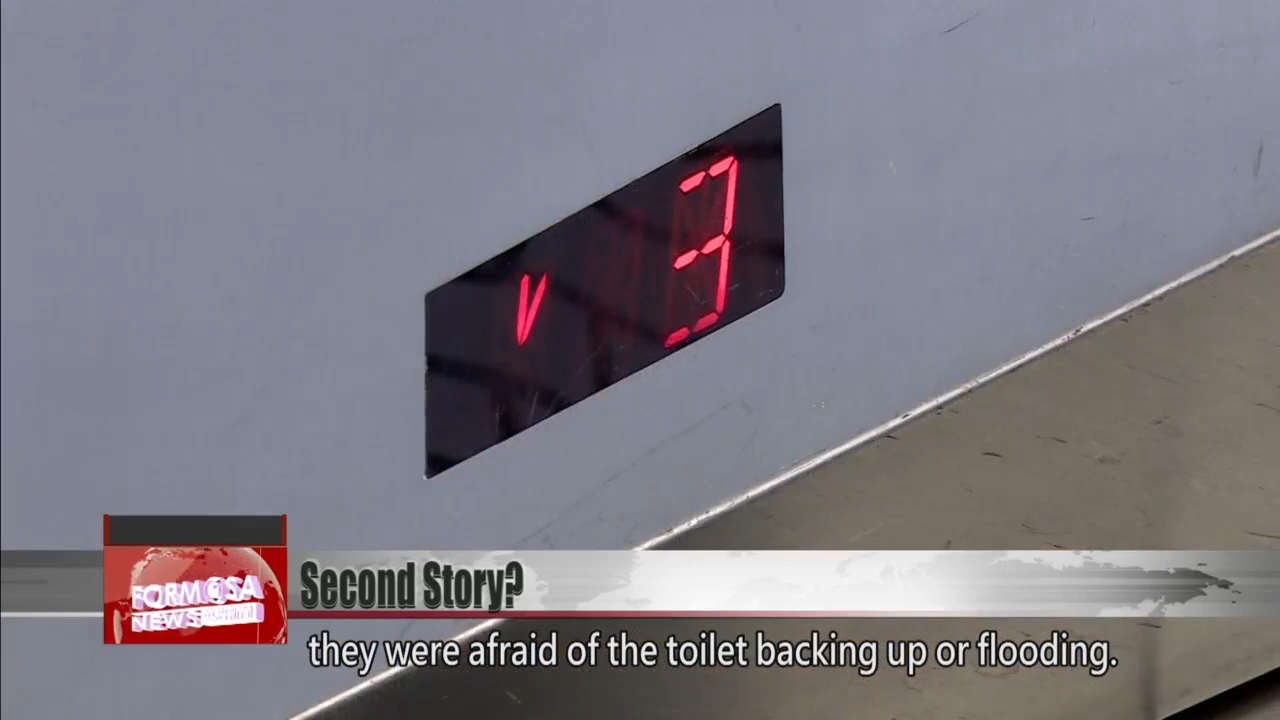 v 3
FORMOSA
NEWS
Second Story?
they were afraid of the toilet backing up or flooding.